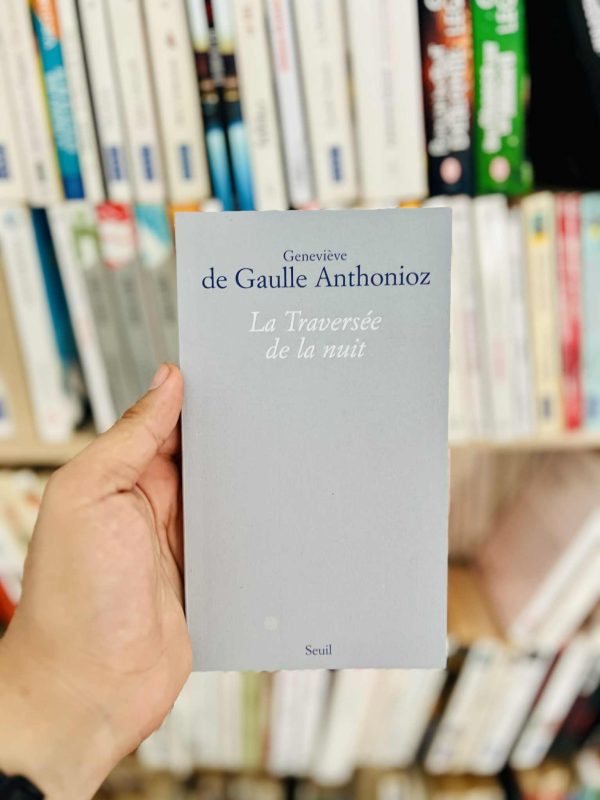 Geneviève
de Gaulle Anthonioz
La Traversée
de la nuit
Seuil